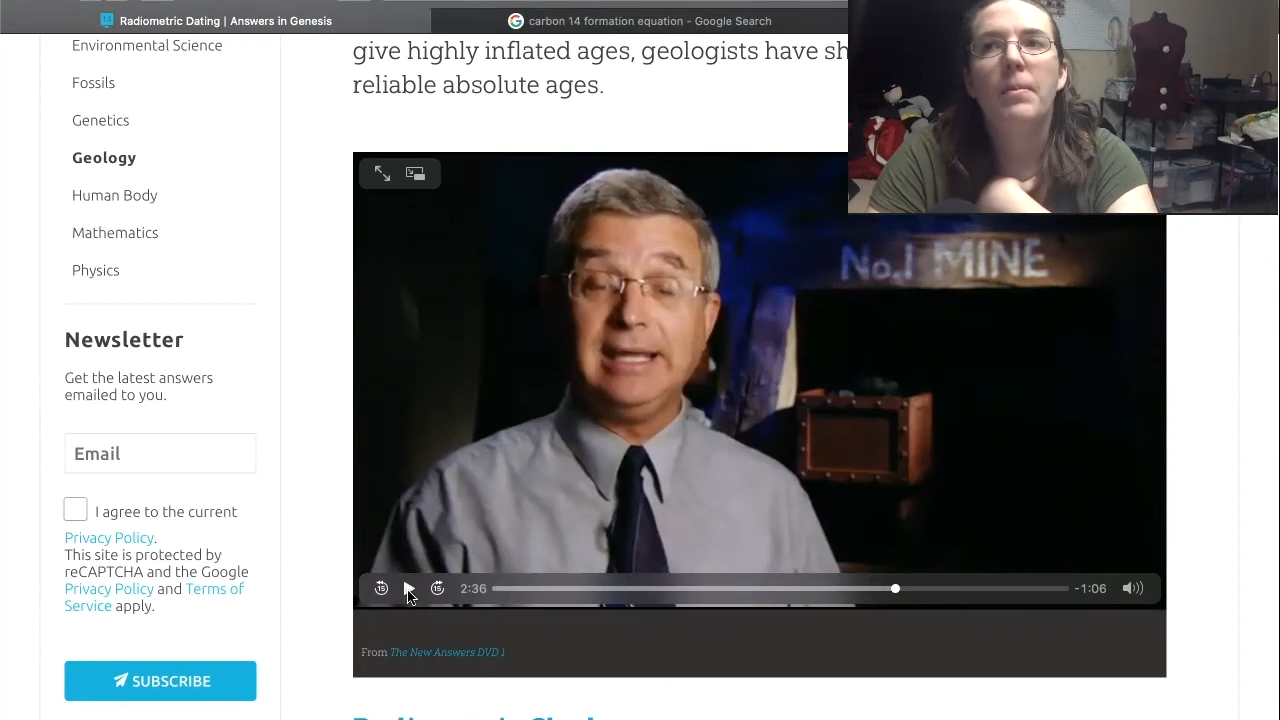 Radiometric Dating | Answers in Genesis
carbon 14 formation equation - Google Search
Environmental Science
Fossils
Genetics
Geology
Human Body
Mathematics
Physics
Newsletter
Get the latest answers
emailed to you.
Email
I agree to the current
Privacy Policy.
This site is protected by
reCAPTCHA and the Google
Privacy Policy and Terms of
Service apply.
SUBSCRIBE
give highly inflated ages, geologists have
reliable absolute ages.
No.1 MINE
15
15
2:36
-1:06
From The New Answers DVD 1